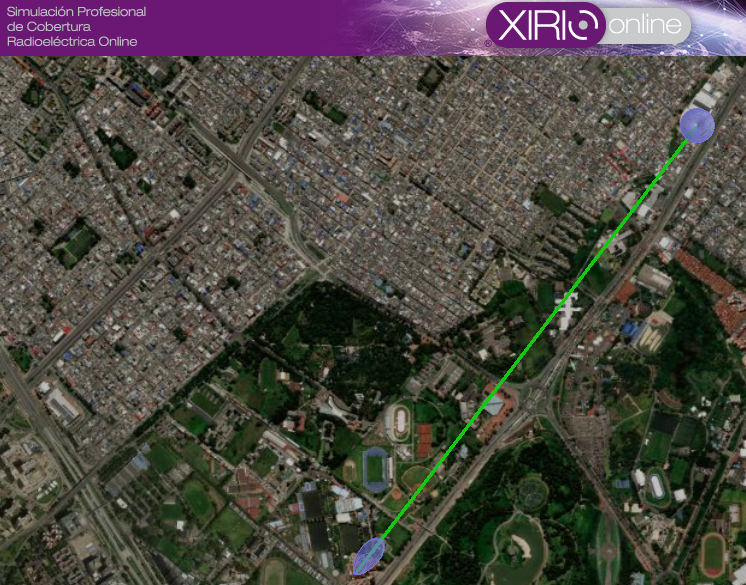 Simulación Profesional
de Cobertura
Radioeléctrica Online
XIRIO online